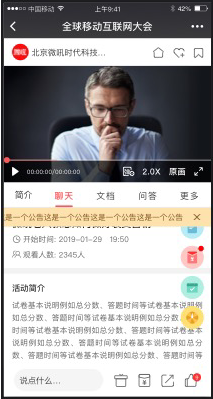 中国移动
上午9:41
42%
全球移动互联网大会
微吼
北京微吼时代科技...
00:00:00/00:00:00
2.0X
原画
简介
聊天
文档
问答
更多
是一个公告这是一个公告这是一个公告这是一个公告
开始时间: 2019-01-29 19:50
观看人数: 2345人
活动简介
试卷基本说明例如总分数、答题时间等试卷基本说明例
如总分数、答题时间等试卷基本说明例如总分数、答题
时间等试卷基本说明例如总分数、答题时间等试卷基本
说明例如总分数、答题时间等试卷基本说明例如总分
数、答题时间等试卷基本说明例如总分数、答题时间等
说点什么...